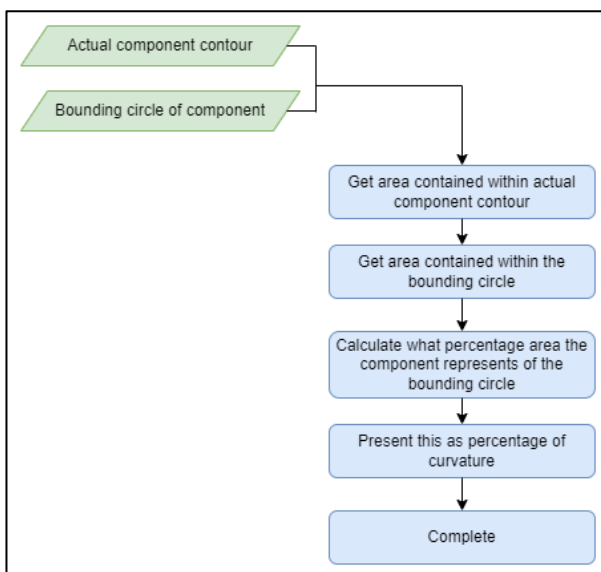 Actual component contour
Bounding circle of component
Get area contained within actual
component contour
Get area contained within the
bounding circle
Calculate what percentage area the
component represents of the
bounding circle
Present this as percentage of
curvature
Complete